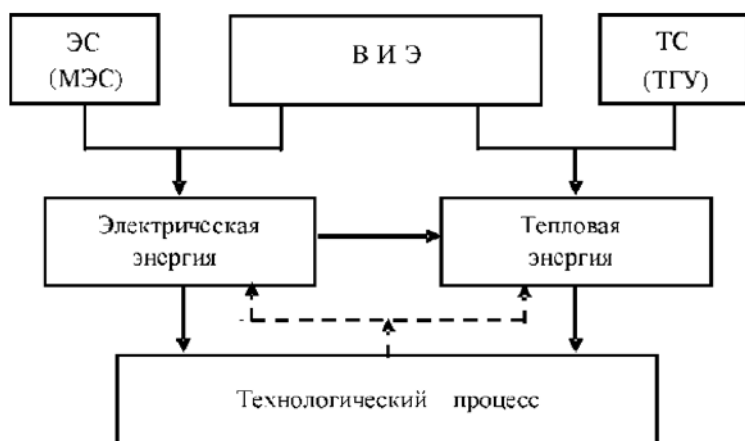 ЭС
(МЭС)
В И Э
ТС
(ТГУ)
Электрическая
энергия
Тепловая
энергия
Технологический процесс